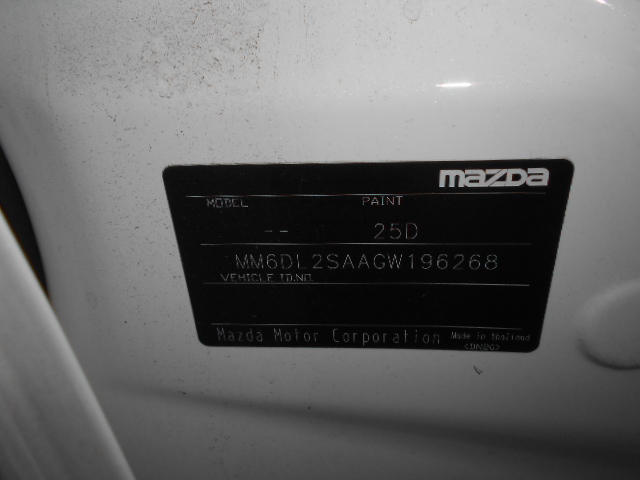 mazda
MODEL PAINT
-- 25D
MM6DL2SAAGW196268
VEHICLE ID.NO.
Mazda Motor Corporation Made in Thailand